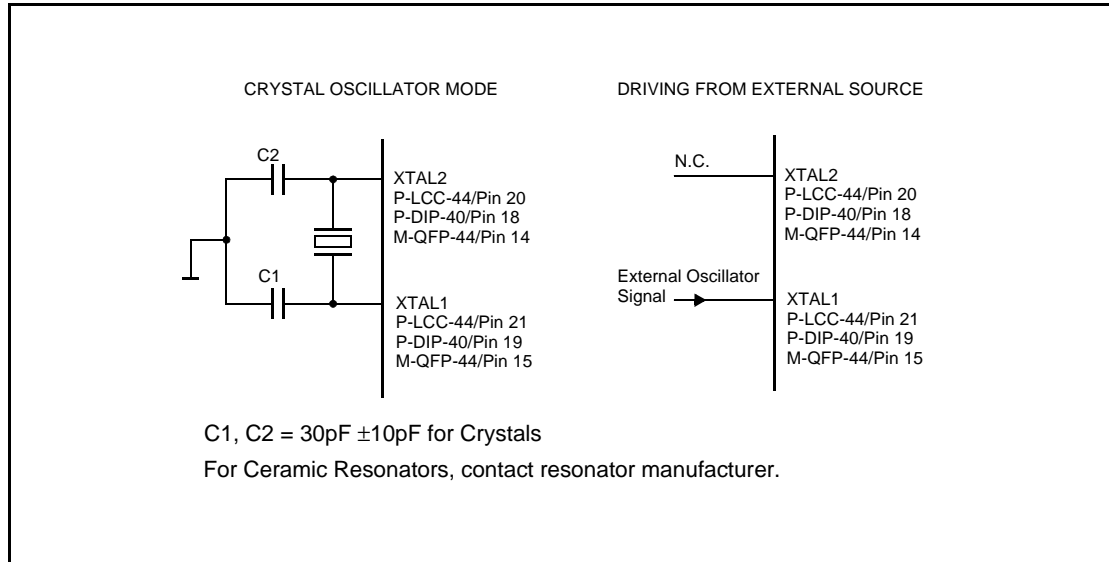 CRYSTAL OSCILLATOR MODE
C2
XTAL2
P-LCC-44/Pin 20
P-DIP-40/Pin 18
M-QFP-44/Pin 14
C1
XTAL1
P-LCC-44/Pin 21
P-DIP-40/Pin 19
M-QFP-44/Pin 15
DRIVING FROM EXTERNAL SOURCE
N.C.
XTAL2
P-LCC-44/Pin 20
P-DIP-40/Pin 18
M-QFP-44/Pin 14
External Oscillator
Signal
XTAL1
P-LCC-44/Pin 21
P-DIP-40/Pin 19
M-QFP-44/Pin 15
C1, C2 = 30pF ±10pF for Crystals
For Ceramic Resonators, contact resonator manufacturer.